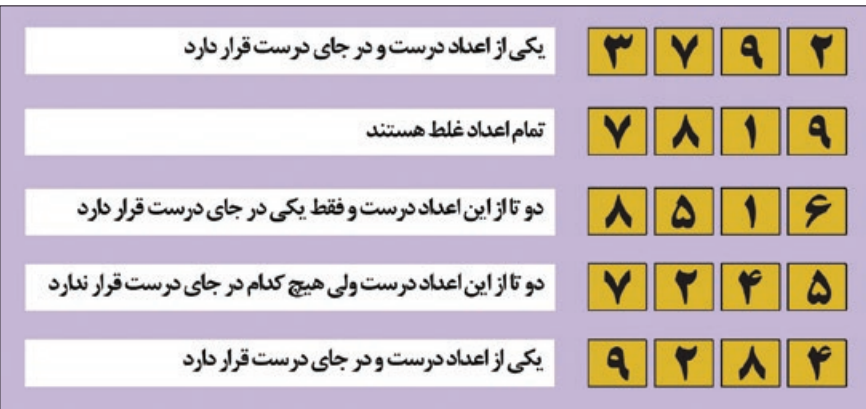 یکی از اعداد درست و در جای درست قرار دارد ۳ ۷ ۹ ۲
تمام اعداد غلط هستند ۷ ۸ ۱ ۹
دو تا از این اعداد درست و فقط یکی در جای درست قرار دارد ۸ ۵ ۱ ۶
دو تا از این اعداد درست ولی هیچ کدام در جای درست قرار ندارد ۷ ۲ ۴ ۵
یکی از اعداد درست و در جای درست قرار دارد ۹ ۲ ۸ ۴